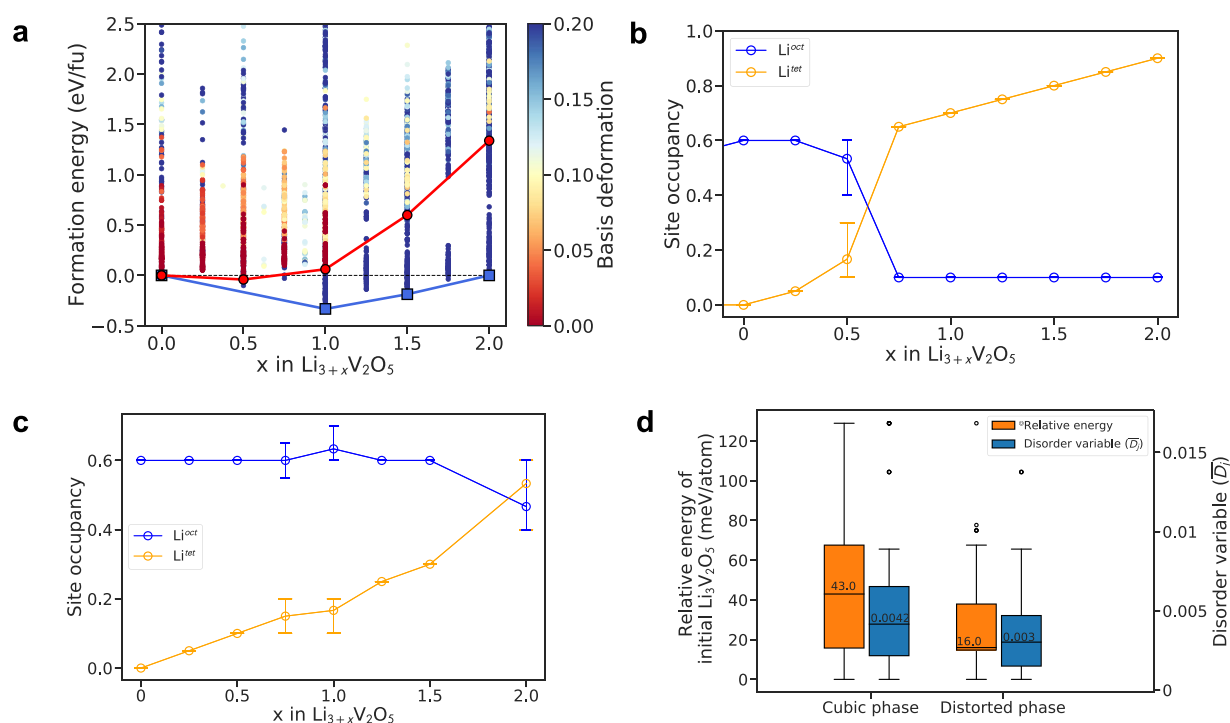 a
Formation energy (eV/fu)
2.5
2.0
1.5
1.0
0.5
0.0
−0.5
0.0 0.5 1.0 1.5 2.0
x in Li₃₊ₓV₂O₅
0.20
0.15
0.10
0.05
0.00
Basis deformation
b
Site occupancy
1.0
0.8
0.6
0.4
0.2
0.0
Liᵒᶜᵗ
Liᵗᵉᵗ
0 0.5 1.0 1.5 2.0
x in Li₃₊ₓV₂O₅
c
Site occupancy
0.6
0.4
0.2
0.0
Liᵒᶜᵗ
Liᵗᵉᵗ
0 0.5 1.0 1.5 2.0
x in Li₃₊ₓV₂O₅
d
Relative energy of
initial Li₃V₂O₅ (meV/atom)
120
100
80
60
40
20
0
Relative energy
Disorder variable (D̅ⱼ)
43.0
0.0042
16.0
0.003
Cubic phase Distorted phase
0.015
0.01
0.005
0
Disorder variable (D̅ⱼ)